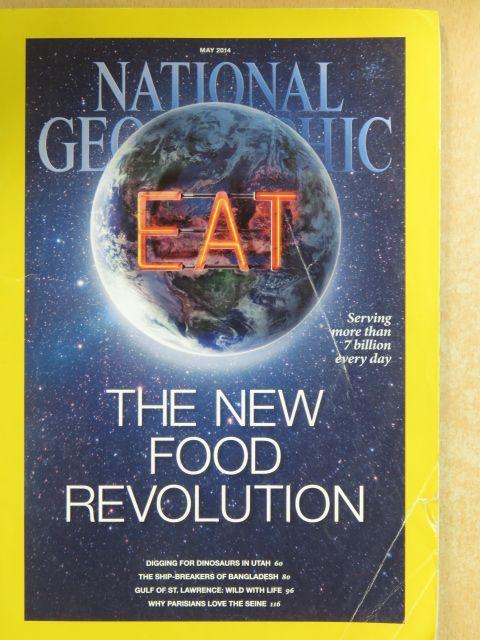 MAY 2014
NATIONAL
GEOGRAPHIC
EAT
Serving
more than
7 billion
every day
THE NEW
FOOD
REVOLUTION
DIGGING FOR DINOSAURS IN UTAH 60
THE SHIP-BREAKERS OF BANGLADESH 80
GULF OF ST. LAWRENCE: WILD WITH LIFE 96
WHY PARISIANS LOVE THE SEINE 116